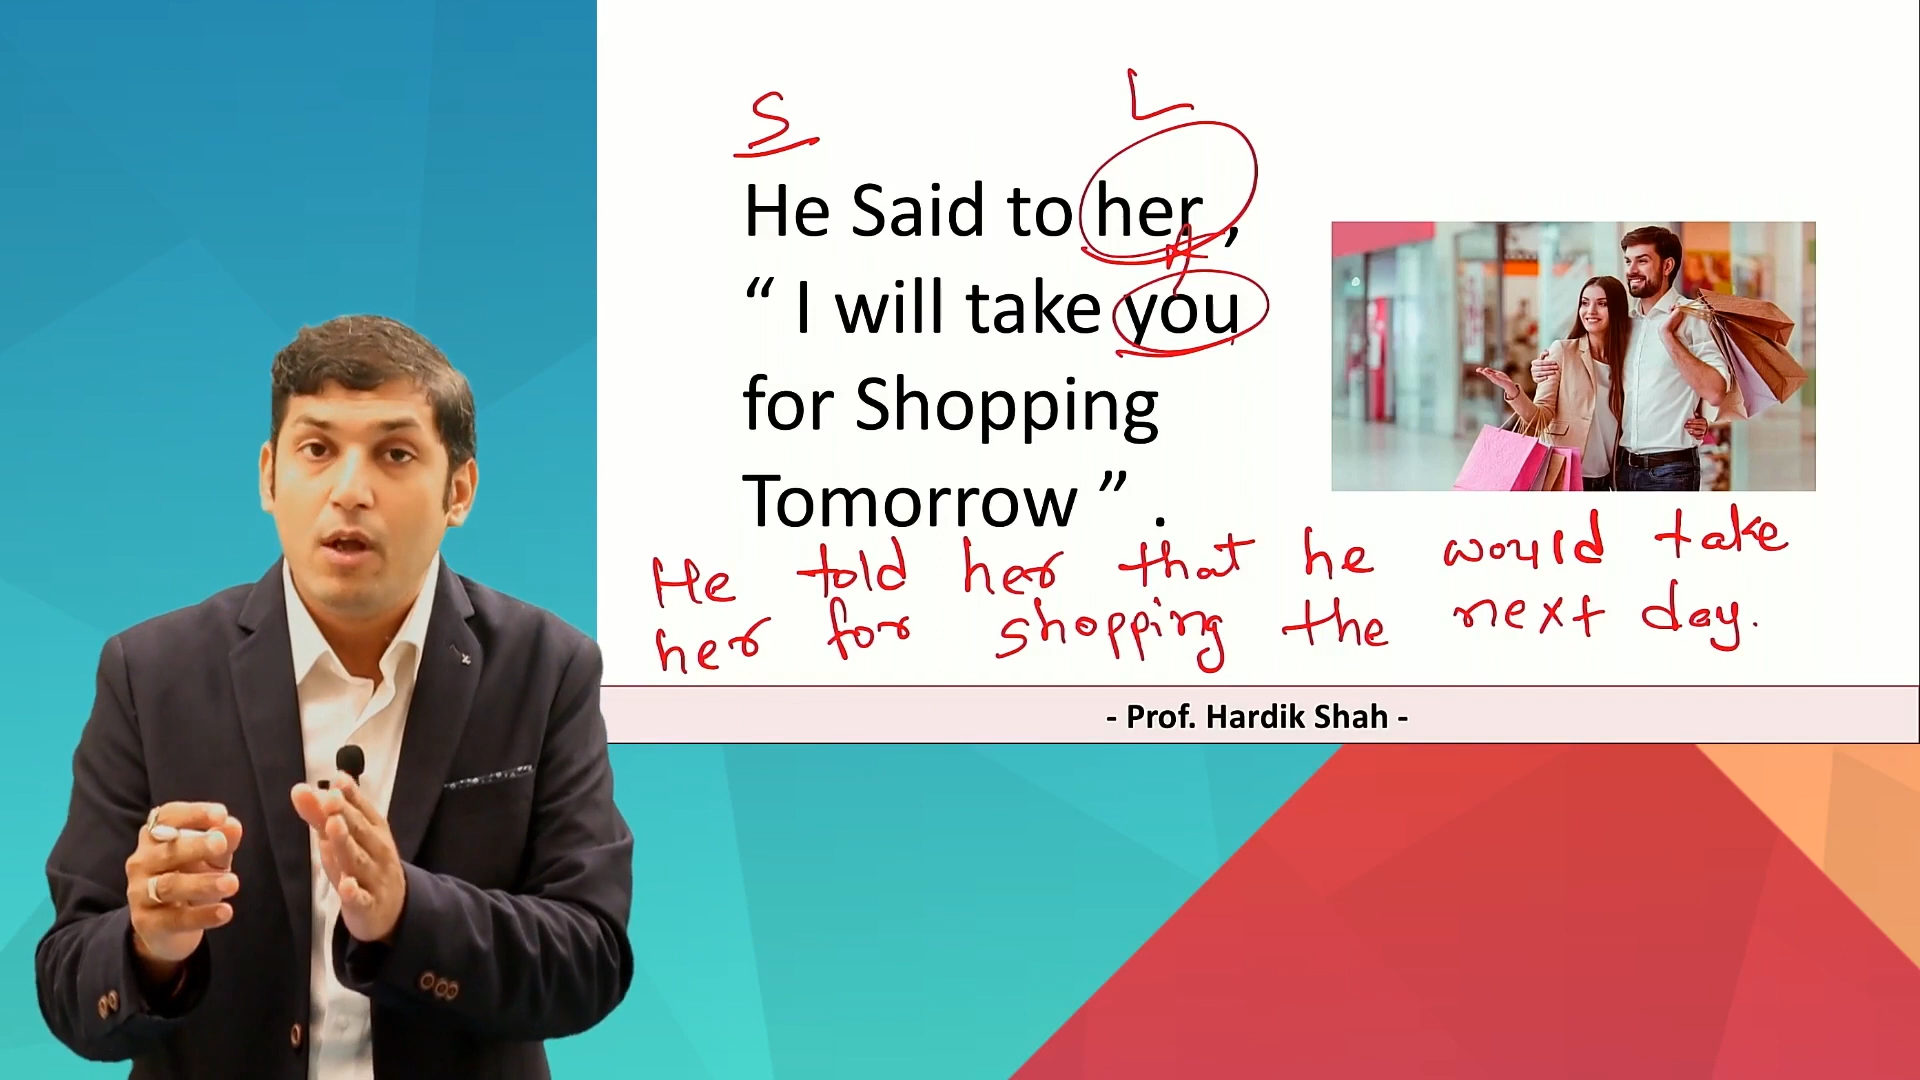 S
L
He Said to her ,
“ I will take you
for Shopping
Tomorrow ” .
He told her that he would take
her for shopping the next day.
- Prof. Hardik Shah -